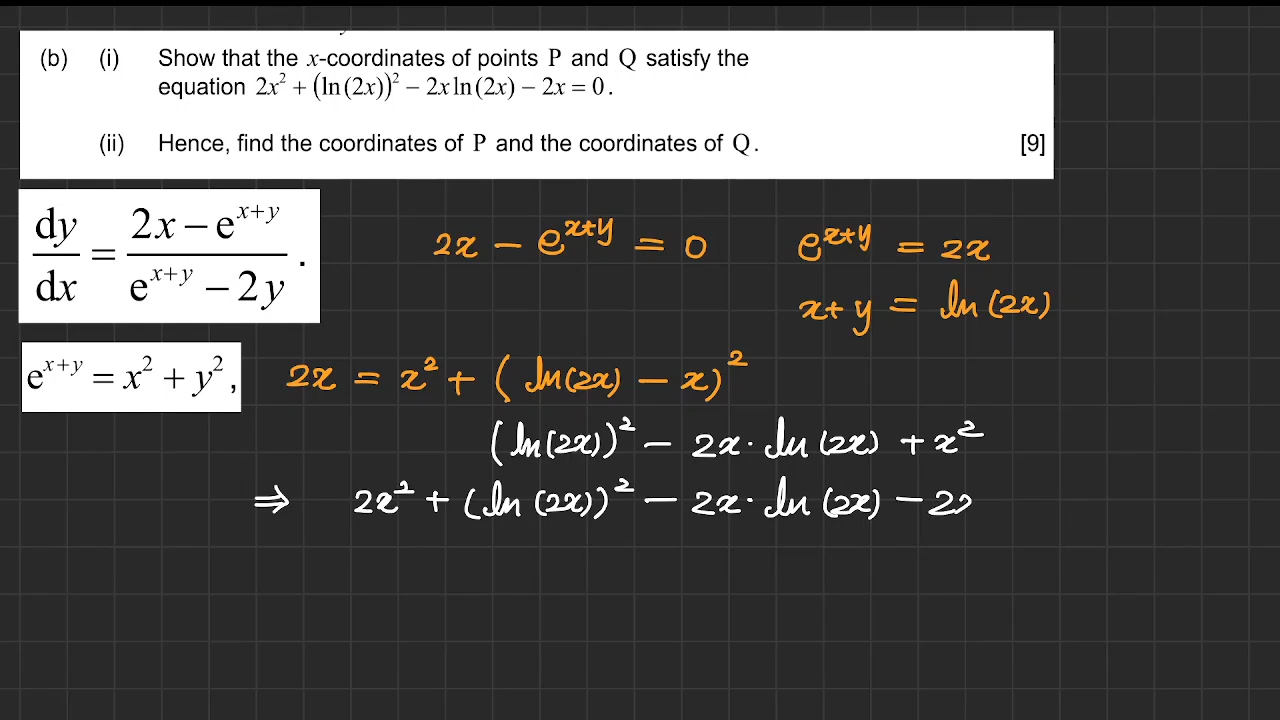 (b) (i) Show that the x-coordinates of points P and Q satisfy the
equation 2x² + (ln(2x))² − 2x ln(2x) − 2x = 0.
(ii) Hence, find the coordinates of P and the coordinates of Q. [9]
dy/dx = (2x − e^(x+y))/(e^(x+y) − 2y).
2x − e^(x+y) = 0
e^(x+y) = 2x
x+y = ln(2x)
e^(x+y) = x² + y²,
2x = x² + (ln(2x) − x)²
(ln(2x))² − 2x·ln(2x) + x²
⇒ 2x² + (ln(2x))² − 2x·ln(2x) − 2